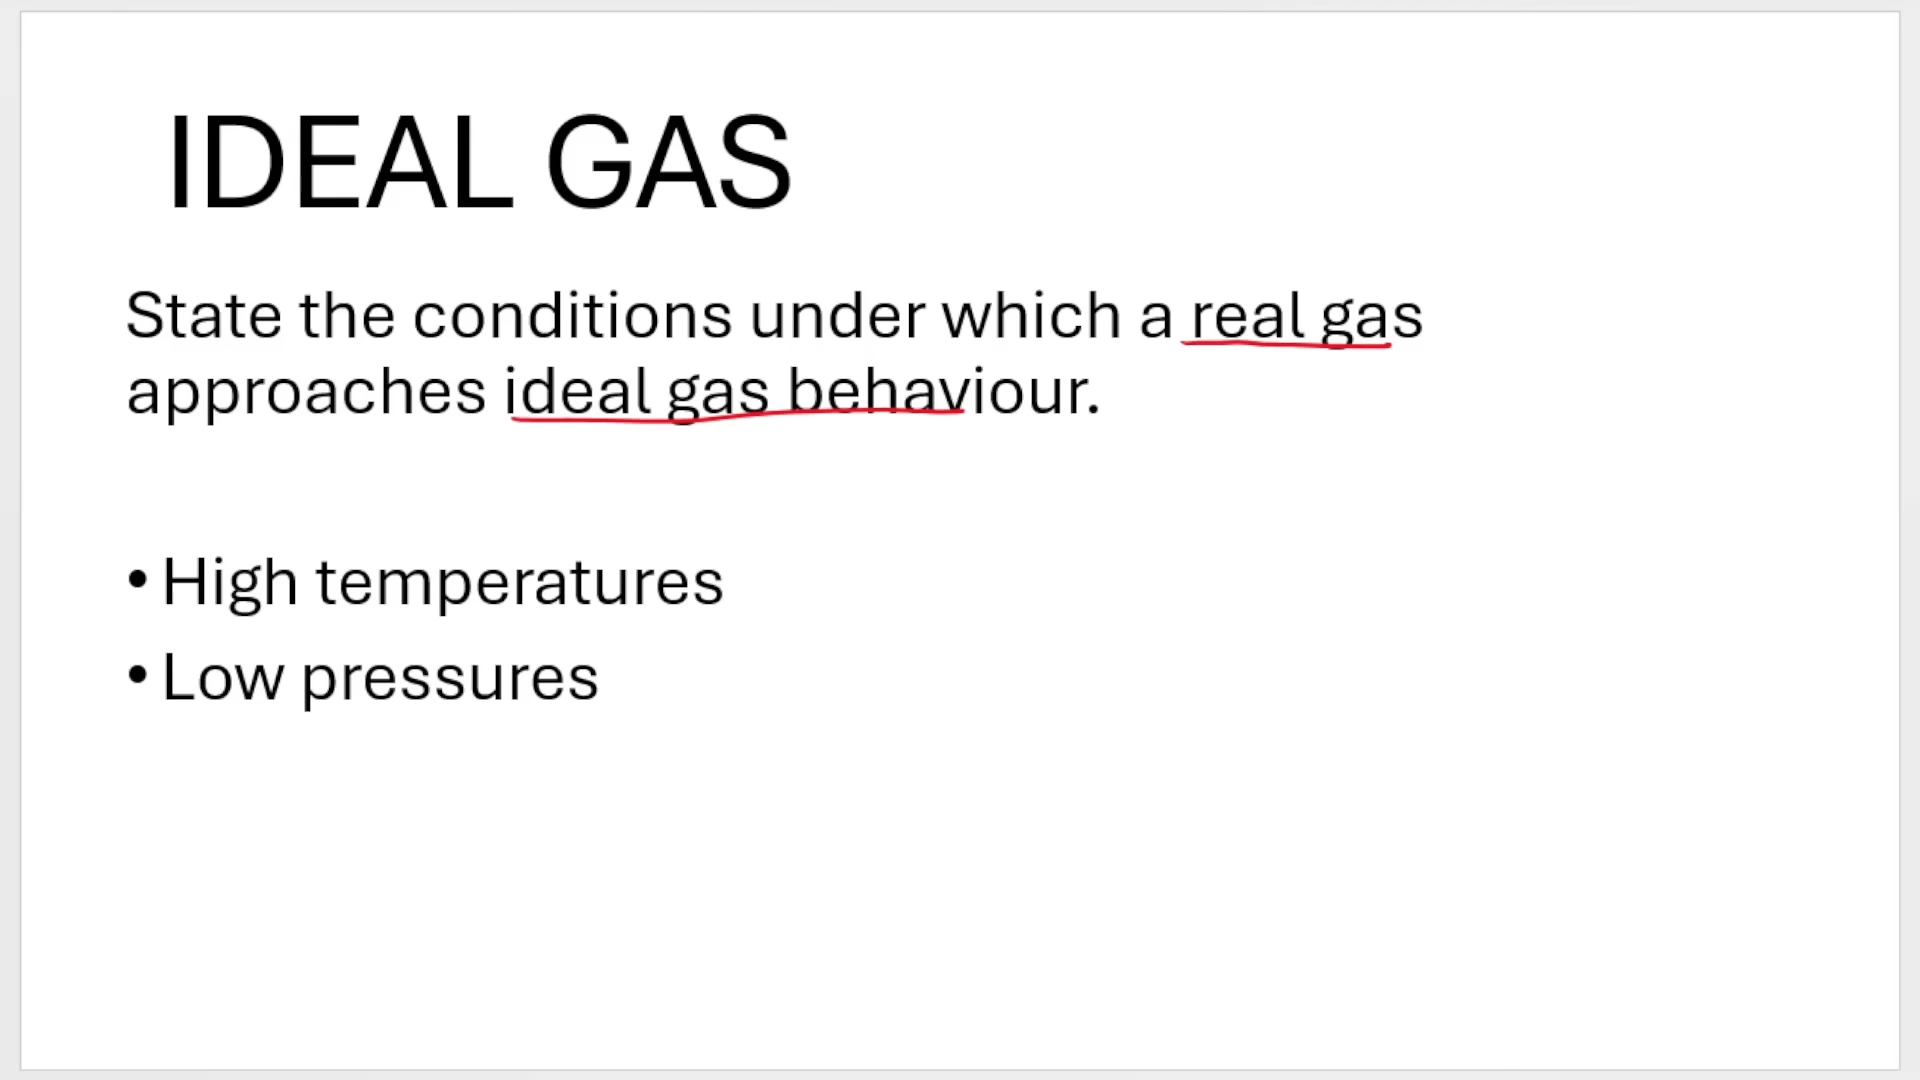 IDEAL GAS
State the conditions under which a real gas
approaches ideal gas behaviour.
• High temperatures
• Low pressures